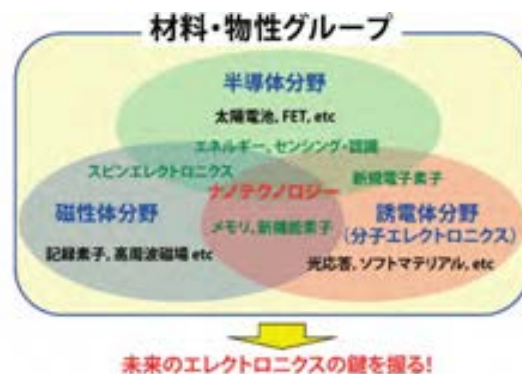 材料・物性グループ
半導体分野
太陽電池, FET, etc
エネルギー, センシング・認識
スピンエレクトロニクス
新規電子素子
ナノテクノロジー
磁性体分野
誘電体分野
(分子エレクトロニクス)
メモリ, 新機能素子
記録素子, 高周波磁場 etc
光応答, ソフトマテリアル, etc
未来のエレクトロニクスの鍵を握る!